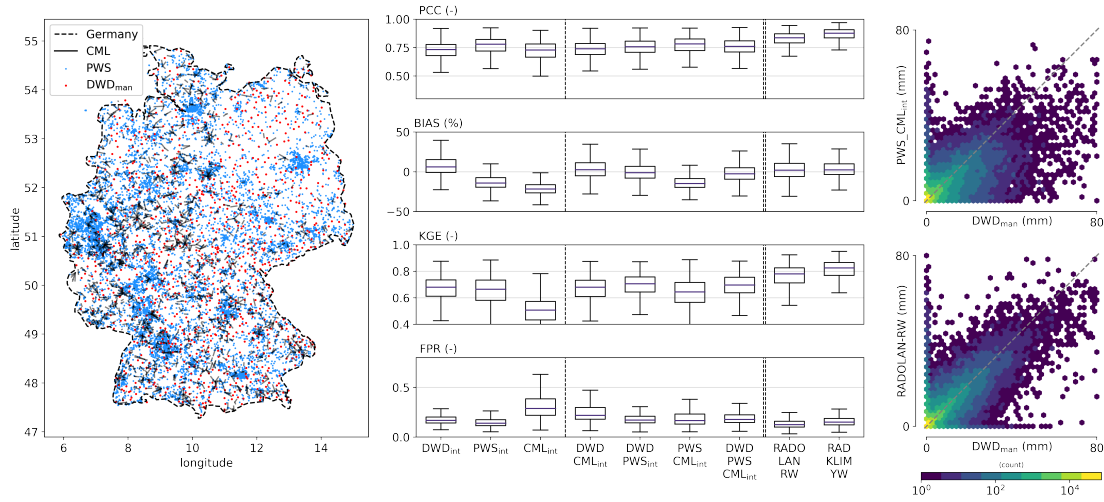 Germany
CML
PWS
DWDman
55
54
53
52
51
50
49
48
47
latitude
6
8
10
12
14
longitude
PCC (-)
1.00
0.75
0.50
BIAS (%)
50
0
−50
KGE (-)
1.0
0.8
0.6
0.4
FPR (-)
0.5
0.0
DWDint
PWSint
CMLint
DWD
CMLint
DWD
PWSint
PWS
CMLint
DWD
PWS
CMLint
RADO
LAN
RW
RAD
KLIM
YW
80
0
PWS_CMLint (mm)
0
80
DWDman (mm)
80
0
RADOLAN-RW (mm)
0
80
DWDman (mm)
(count)
10^0
10^2
10^4